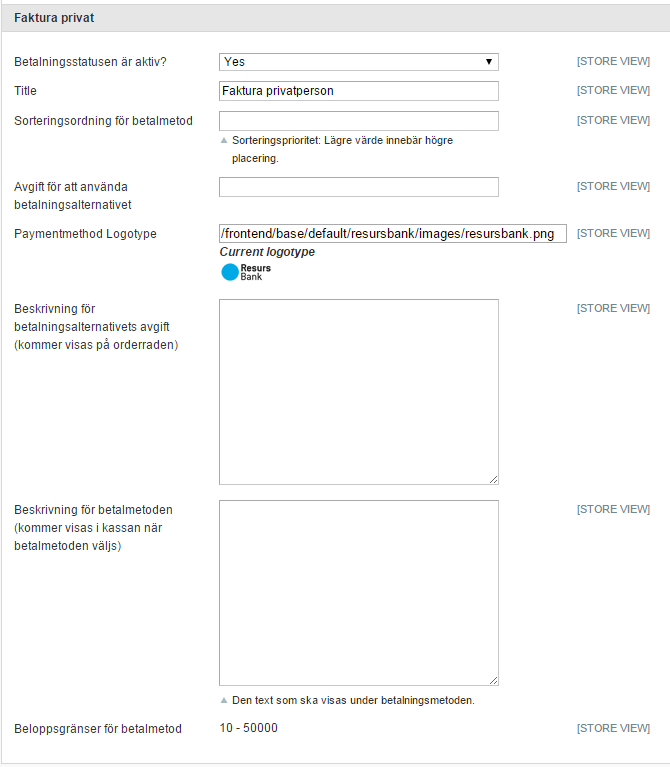 Faktura privat
Betalningsstatusen är aktiv? Yes [STORE VIEW]
Title Faktura privatperson [STORE VIEW]
Sorteringsordning för betalmetod [STORE VIEW]
Sorteringsprioritet: Lägre värde innebär högre
placering.
Avgift för att använda [STORE VIEW]
betalningsalternativet
Paymentmethod Logotype /frontend/base/default/resursbank/images/resursbank.png [STORE VIEW]
Current logotype
Resurs
Bank
Beskrivning för [STORE VIEW]
betalningsalternativets avgift
(kommer visas på orderraden)
Beskrivning för betalmetoden [STORE VIEW]
(kommer visas i kassan när
betalmetoden väljs)
Den text som ska visas under betalningsmetoden.
Beloppsgränser för betalmetod 10 - 50000 [STORE VIEW]